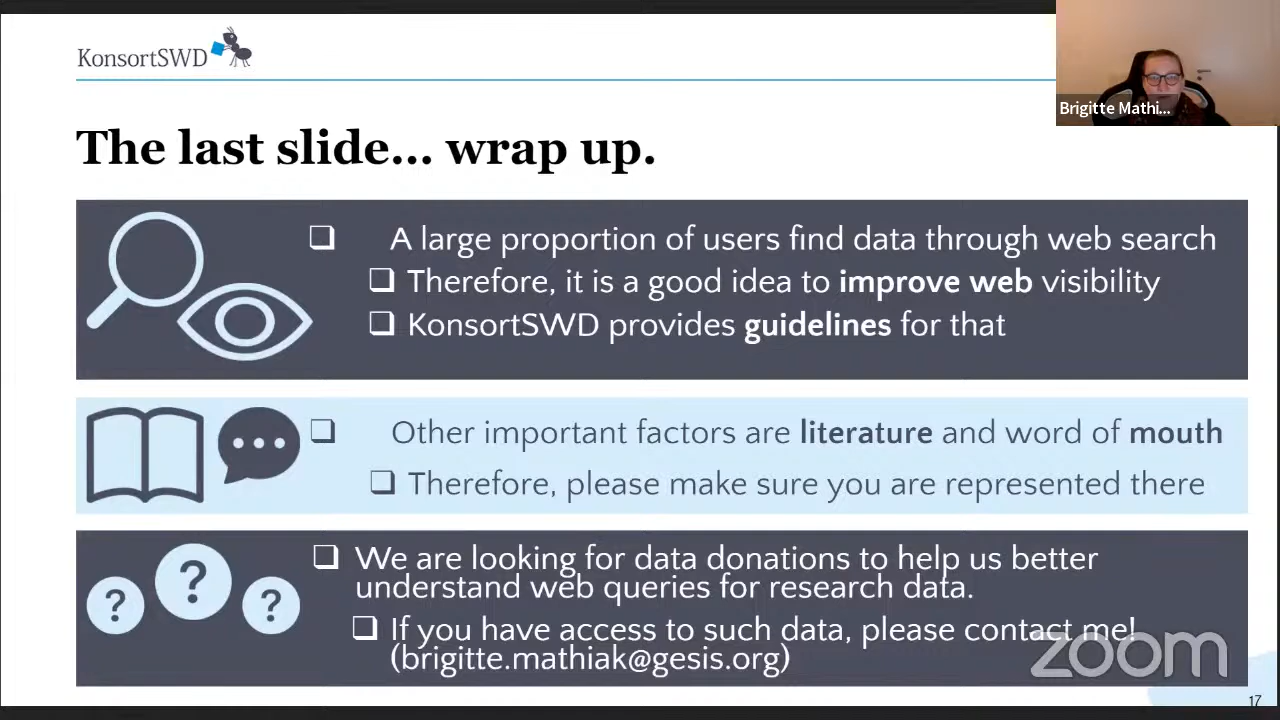 KonsortSWD
Brigitte Mathi...
The last slide... wrap up.
❑ A large proportion of users find data through web search
❑ Therefore, it is a good idea to improve web visibility
❑ KonsortSWD provides guidelines for that
❑ Other important factors are literature and word of mouth
❑ Therefore, please make sure you are represented there
? ? ?
❑ We are looking for data donations to help us better
understand web queries for research data.
❑ If you have access to such data, please contact me!
(brigitte.mathiak@gesis.org)
zoom
17